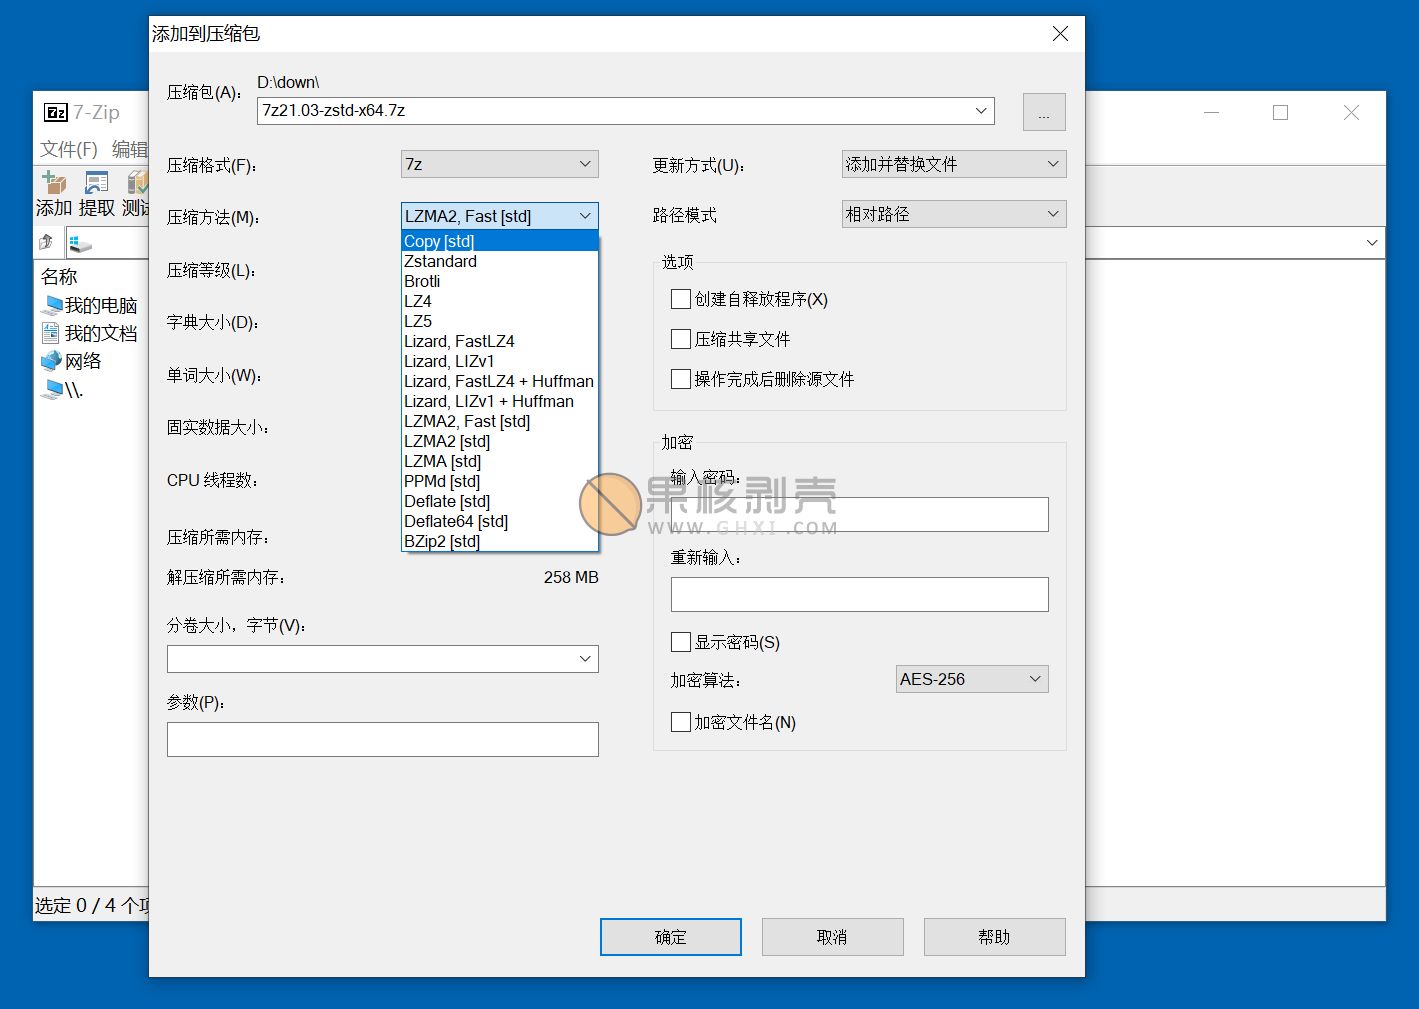 添加到压缩包
压缩包(A)：
D:\down\
7z21.03-zstd-x64.7z
...
7z 7-Zip
文件(F) 编辑
添加 提取 测试
名称
我的电脑
我的文档
网络
\\.
选定 0 / 4 个项
压缩格式(F)：
7z
压缩方法(M)：
LZMA2, Fast [std]
Copy [std]
Zstandard
Brotli
LZ4
LZ5
Lizard, FastLZ4
Lizard, LIZv1
Lizard, FastLZ4 + Huffman
Lizard, LIZv1 + Huffman
LZMA2, Fast [std]
LZMA2 [std]
LZMA [std]
PPMd [std]
Deflate [std]
Deflate64 [std]
BZip2 [std]
压缩等级(L)：
字典大小(D)：
单词大小(W)：
固实数据大小：
CPU 线程数：
压缩所需内存：
解压缩所需内存：
258 MB
分卷大小，字节(V)：
参数(P)：
更新方式(U)：
添加并替换文件
路径模式
相对路径
选项
创建自释放程序(X)
压缩共享文件
操作完成后删除源文件
加密
输入密码：
果核剥壳
WWW.GHXI.COM
重新输入：
显示密码(S)
加密算法：
AES-256
加密文件名(N)
确定
取消
帮助